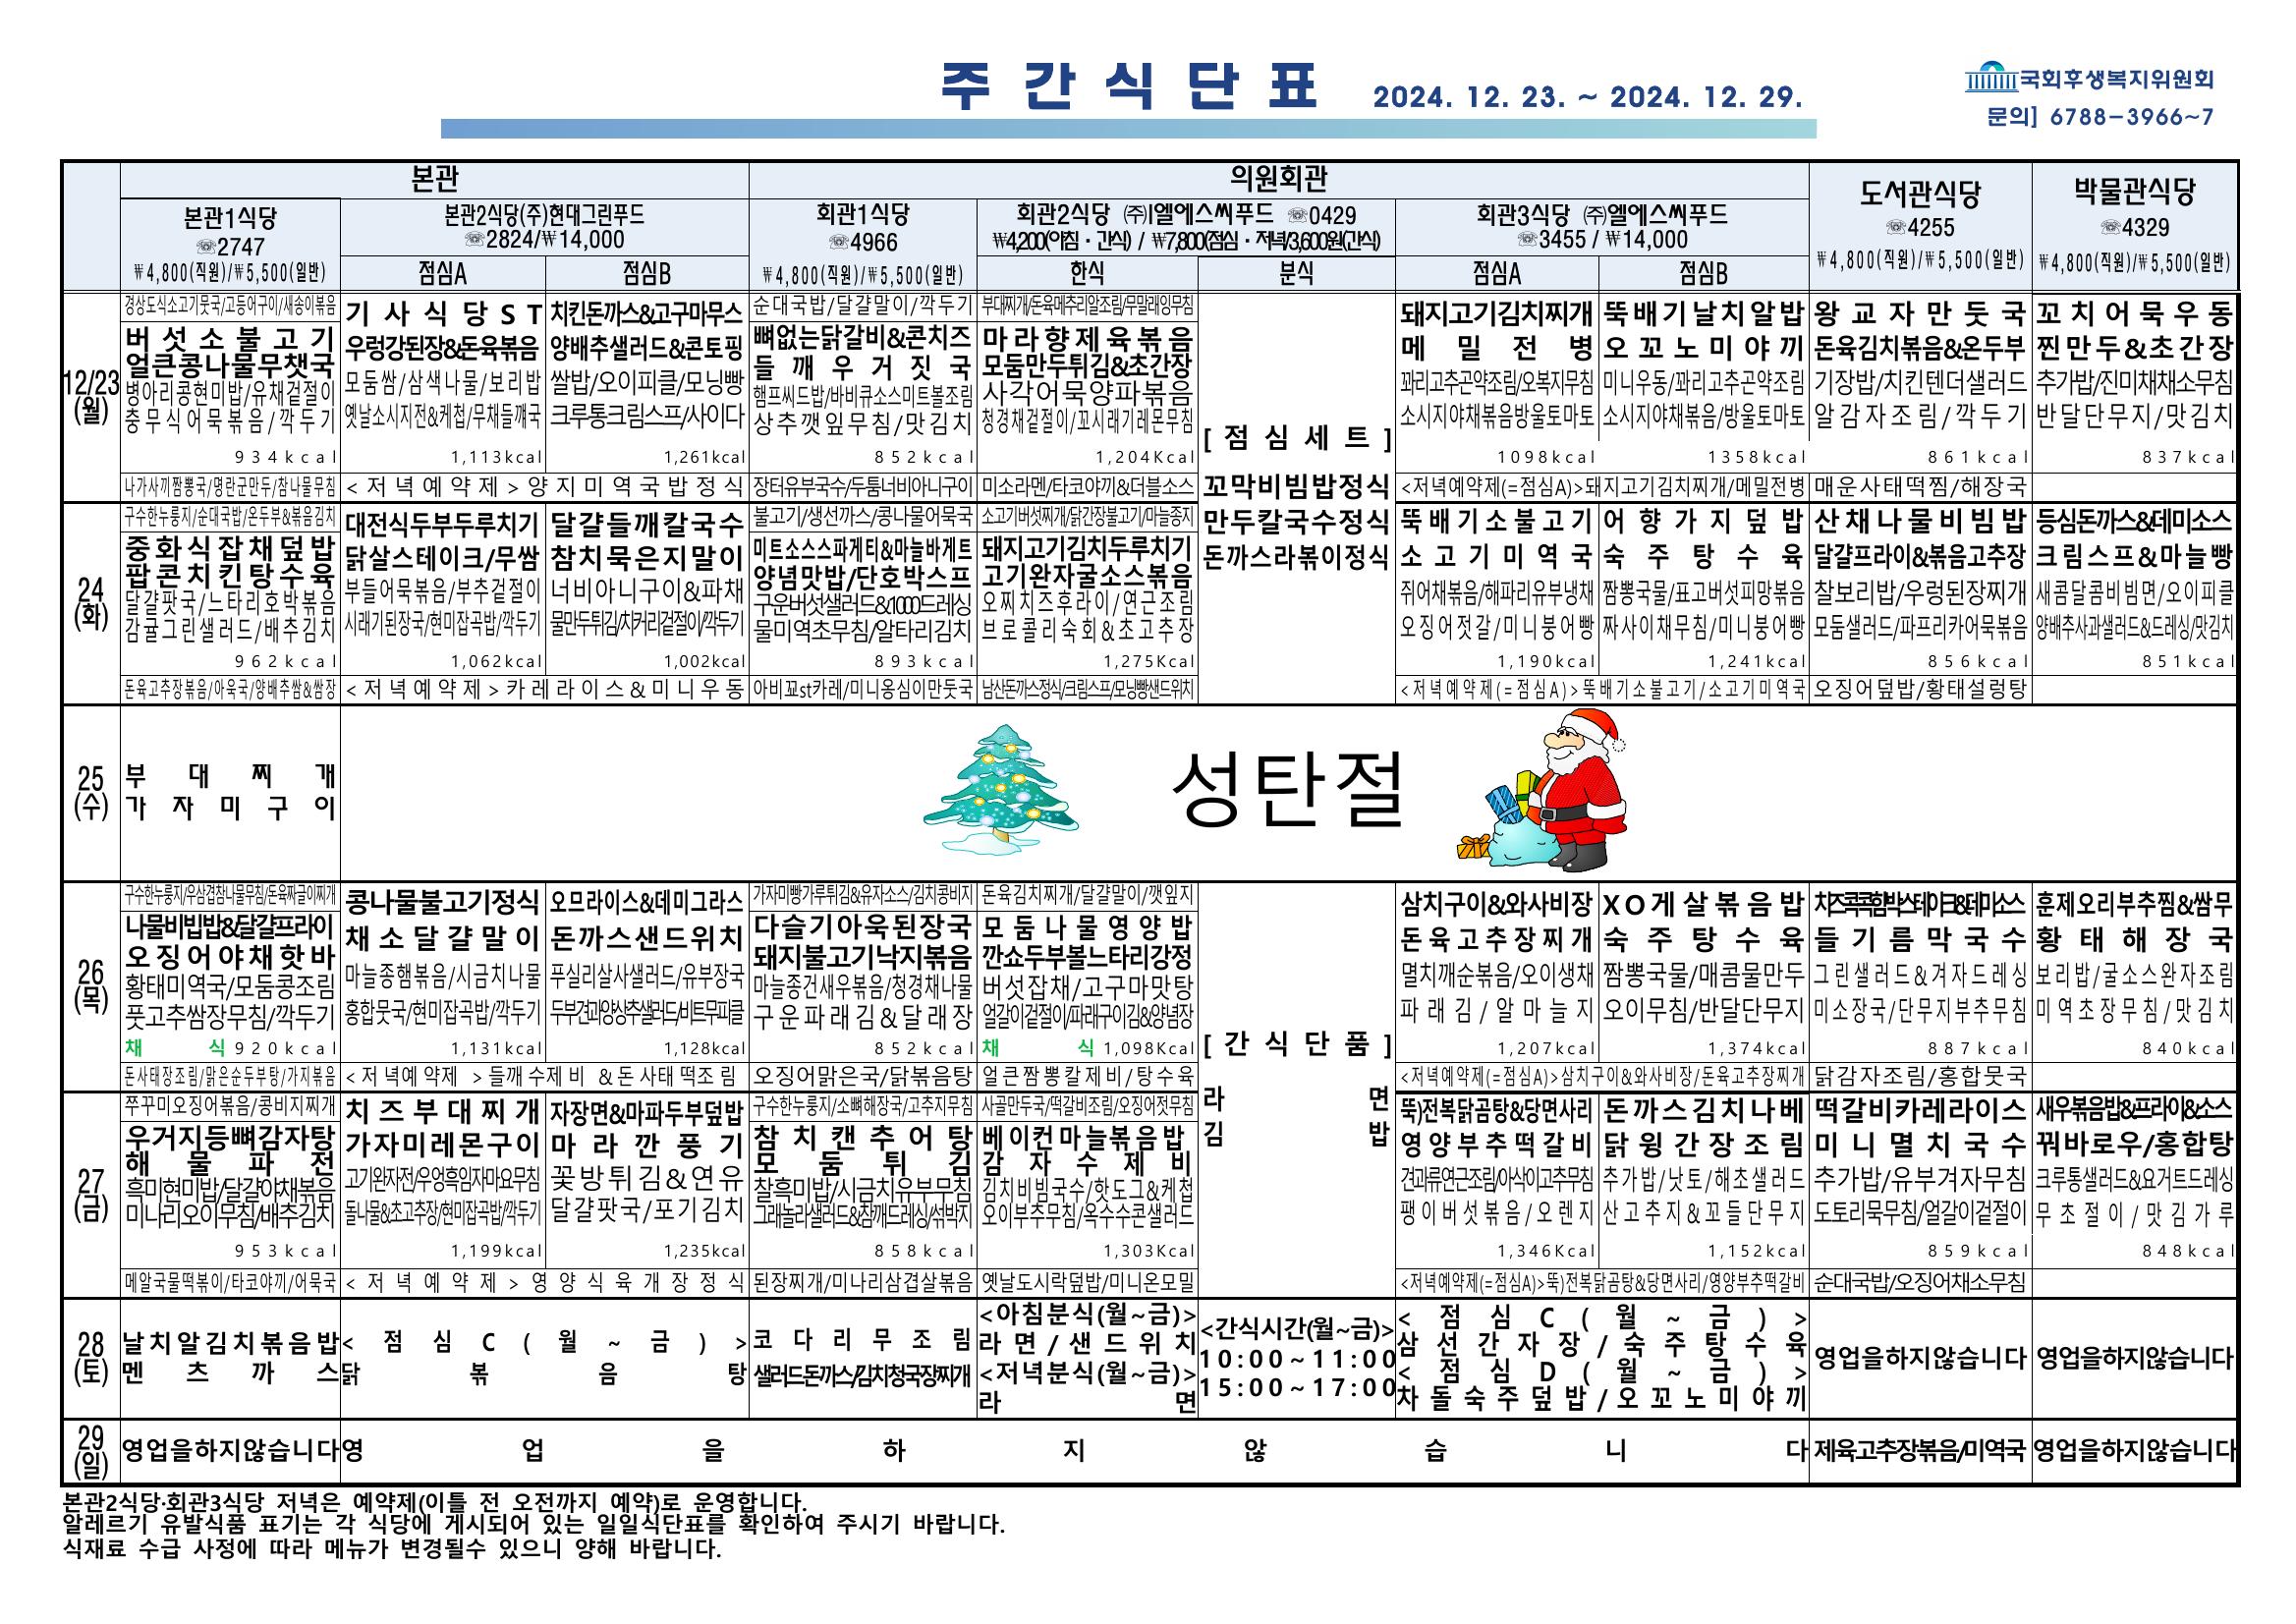 주 간 식 단 표 2024. 12. 23. ~ 2024. 12. 29.
국회후생복지위원회
문의] 6788-3966~7
본관
의원회관
도서관식당
☏4255
₩4,800(직원)/₩5,500(일반)
박물관식당
☏4329
₩4,800(직원)/₩5,500(일반)
본관1식당
☏2747
₩4,800(직원)/₩5,500(일반)
본관2식당(주)현대그린푸드
☏2824/₩14,000
점심A
점심B
회관1식당
☏4966
₩4,800(직원)/₩5,500(일반)
회관2식당 ㈜엘에스씨푸드 ☏0429
₩4,200(아침ㆍ간식) / ₩7,800(점심ㆍ저녁/3,600원(간식)
한식
분식
회관3식당 ㈜엘에스씨푸드
☏3455 / ₩14,000
점심A
점심B
12/23
(월)
경상도식소고기뭇국/고등어구이/새송이볶음
버섯소불고기
얼큰콩나물무챗국
병아리콩현미밥/유채겉절이
충무식어묵볶음/깍두기
934kcal
나가사끼짬뽕국/명란군만두/참나물무침
기사식당ST
우렁강된장&돈육볶음
모둠쌈/삼색나물/보리밥
옛날소시지전&케첩/무채들깨국
1,113kcal
치킨돈까스&고구마무스
양배추샐러드&콘토핑
쌀밥/오이피클/모닝빵
크루통크림스프/사이다
1,261kcal
<저녁예약제>양지미역국밥정식
순대국밥/달걀말이/깍두기
뼈없는닭갈비&콘치즈
들깨우거짓국
햄프씨드밥/바비큐소스미트볼조림
상추깻잎무침/맛김치
852kcal
장터유부국수/두툼너비아니구이
부대찌개/돈육메추리알조림/무말래잉무침
마라향제육볶음
모둠만두튀김&초간장
사각어묵양파볶음
청경채겉절이/꼬시래기레몬무침
1,204Kcal
미소라멘/타코야끼&더블소스
[점심세트]
꼬막비빔밥정식
만두칼국수정식
돈까스라볶이정식
돼지고기김치찌개
메밀전병
꽈리고추곤약조림/오복지무침
소시지야채볶음방울토마토
1098kcal
뚝배기날치알밥
오꼬노미야끼
미니우동/꽈리고추곤약조림
소시지야채볶음/방울토마토
1358kcal
<저녁예약제(=점심A)>돼지고기김치찌개/메밀전병
왕교자만둣국
돈육김치볶음&온두부
기장밥/치킨텐더샐러드
알감자조림/깍두기
861kcal
매운사태떡찜/해장국
꼬치어묵우동
찐만두&초간장
추가밥/진미채채소무침
반달단무지/맛김치
837kcal
24
(화)
구수한누룽지/순대국밥/온두부&볶음김치
중화식잡채덮밥
팝콘치킨탕수육
달걀팟국/느타리호박볶음
감귤그린샐러드/배추김치
962kcal
돈육고추장볶음/아욱국/양배추쌈&쌈장
대전식두부두루치기
닭살스테이크/무쌈
부들어묵볶음/부추겉절이
시래기된장국/현미잡곡밥/깍두기
1,062kcal
달걀들깨칼국수
참치묵은지말이
너비아니구이&파채
물만두튀김/치커리겉절이/깍두기
1,002kcal
<저녁예약제>카레라이스&미니우동
불고기/생선까스/콩나물어묵국
미트소스스파게티&마늘바게트
양념맛밥/단호박스프
구운버섯샐러드&1000드레싱
물미역초무침/알타리김치
893kcal
아비꼬st카레/미니옹심이만둣국
소고기버섯찌개/닭간장불고기/마늘쫑지
돼지고기김치두루치기
고기완자굴소스볶음
오찌치즈후라이/연근조림
브로콜리숙회&초고추장
1,275Kcal
남산돈까스정식/크림스프/모닝빵샌드위치
뚝배기소불고기
소고기미역국
쥐어채볶음/해파리유부냉채
오징어젓갈/미니붕어빵
1,190kcal
어향가지덮밥
숙주탕수육
짬뽕국물/표고버섯피망볶음
짜사이채무침/미니붕어빵
1,241kcal
<저녁예약제(=점심A)>뚝배기소불고기/소고기미역국
산채나물비빔밥
달걀프라이&볶음고추장
찰보리밥/우렁된장찌개
모둠샐러드/파프리카어묵볶음
856kcal
오징어덮밥/황태설렁탕
등심돈까스&데미소스
크림스프&마늘빵
새콤달콤비빔면/오이피클
양배추사과샐러드&드레싱/맛김치
851kcal
25
(수)
부대찌개
가자미구이
성탄절
26
(목)
구수한누룽지/우삼겹참나물무침/돈육짜글이찌개
나물비빔밥&달걀프라이
오징어야채핫바
황태미역국/모둠콩조림
풋고추쌈장무침/깍두기
채식 920kcal
돈사태장조림/맑은순두부탕/가지볶음
콩나물불고기정식
채소달걀말이
마늘종햄볶음/시금치나물
홍합뭇국/현미잡곡밥/깍두기
1,131kcal
오므라이스&데미그라스
돈까스샌드위치
푸실리살사샐러드/유부장국
두부견과양상추샐러드/비트무피클
1,128kcal
<저녁예약제 >들깨수제비 &돈사태떡조림
가자미빵가루튀김&유자소스/김치콩비지
다슬기아욱된장국
돼지불고기낙지볶음
마늘종건새우볶음/청경채나물
구운파래김&달래장
852kcal
오징어맑은국/닭볶음탕
돈육김치찌개/달걀말이/깻잎지
모둠나물영양밥
깐쇼두부볼느타리강정
버섯잡채/고구마맛탕
얼갈이겉절이/파래구이김&양념장
채식 1,098Kcal
얼큰짬뽕칼제비/탕수육
[간식단품]
라면
김밥
삼치구이&와사비장
돈육고추장찌개
멸치깨순볶음/오이생채
파래김/알마늘지
1,207kcal
XO게살볶음밥
숙주탕수육
짬뽕국물/매콤물만두
오이무침/반달단무지
1,374kcal
<저녁예약제(=점심A)>삼치구이&와사비장/돈육고추장찌개
치즈콕콕함박스테이크&데미소스
들기름막국수
그린샐러드&겨자드레싱
미소장국/단무지부추무침
887kcal
닭감자조림/홍합뭇국
훈제오리부추찜&쌈무
황태해장국
보리밥/굴소스완자조림
미역초장무침/맛김치
840kcal
27
(금)
쭈꾸미오징어볶음/콩비지찌개
우거지등뼈감자탕
해물파전
흑미현미밥/달걀야채볶음
미나리오이무침/배추김치
953kcal
메알국물떡볶이/타코야끼/어묵국
치즈부대찌개
가자미레몬구이
고기완자전/우엉흑임자마요무침
돌나물&초고추장/현미잡곡밥/깍두기
1,199kcal
자장면&마파두부덮밥
마라깐풍기
꽃방튀김&연유
달걀팟국/포기김치
1,235kcal
<저녁예약제>영양식육개장정식
구수한누룽지/소뼈해장국/고추지무침
참치캔추어탕
모둠튀김
찰흑미밥/시금치유부무침
그래놀라샐러드&참깨드레싱/섞박지
858kcal
된장찌개/미나리삼겹살볶음
사골만두국/떡갈비조림/오징어젓무침
베이컨마늘볶음밥
감자수제비
김치비빔국수/핫도그&케첩
오이부추무침/옥수수콘샐러드
1,303Kcal
옛날도시락덮밥/미니온모밀
뚝)전복닭곰탕&당면사리
영양부추떡갈비
견과류연근조림/아삭이고추무침
팽이버섯볶음/오렌지
1,346Kcal
돈까스김치나베
닭윙간장조림
추가밥/낫토/해초샐러드
산고추지&꼬들단무지
1,152kcal
<저녁예약제(=점심A)>뚝)전복닭곰탕&당면사리/영양부추떡갈비
떡갈비카레라이스
미니멸치국수
추가밥/유부겨자무침
도토리묵무침/얼갈이겉절이
859kcal
순대국밥/오징어채소무침
새우볶음밥&프라이&소스
꿔바로우/홍합탕
크루통샐러드&요거트드레싱
무초절이/맛김가루
848kcal
28
(토)
날치알김치볶음밥
멘츠까스
<점심C(월~금)>
닭볶음탕
코다리무조림
샐러드돈까스/김치청국장찌개
<아침분식(월~금)>
라면/샌드위치
<저녁분식(월~금)>
라면
<간식시간(월~금)>
10:00~11:00
15:00~17:00
<점심C(월~금)>
삼선간자장/숙주탕수육
<점심D(월~금)>
차돌숙주덮밥/오꼬노미야끼
영업을하지않습니다
영업을하지않습니다
29
(일)
영업을하지않습니다
영업을하지않습니다
제육고추장볶음/미역국
영업을하지않습니다
본관2식당·회관3식당 저녁은 예약제(이틀 전 오전까지 예약)로 운영합니다.
알레르기 유발식품 표기는 각 식당에 게시되어 있는 일일식단표를 확인하여 주시기 바랍니다.
식재료 수급 사정에 따라 메뉴가 변경될수 있으니 양해 바랍니다.